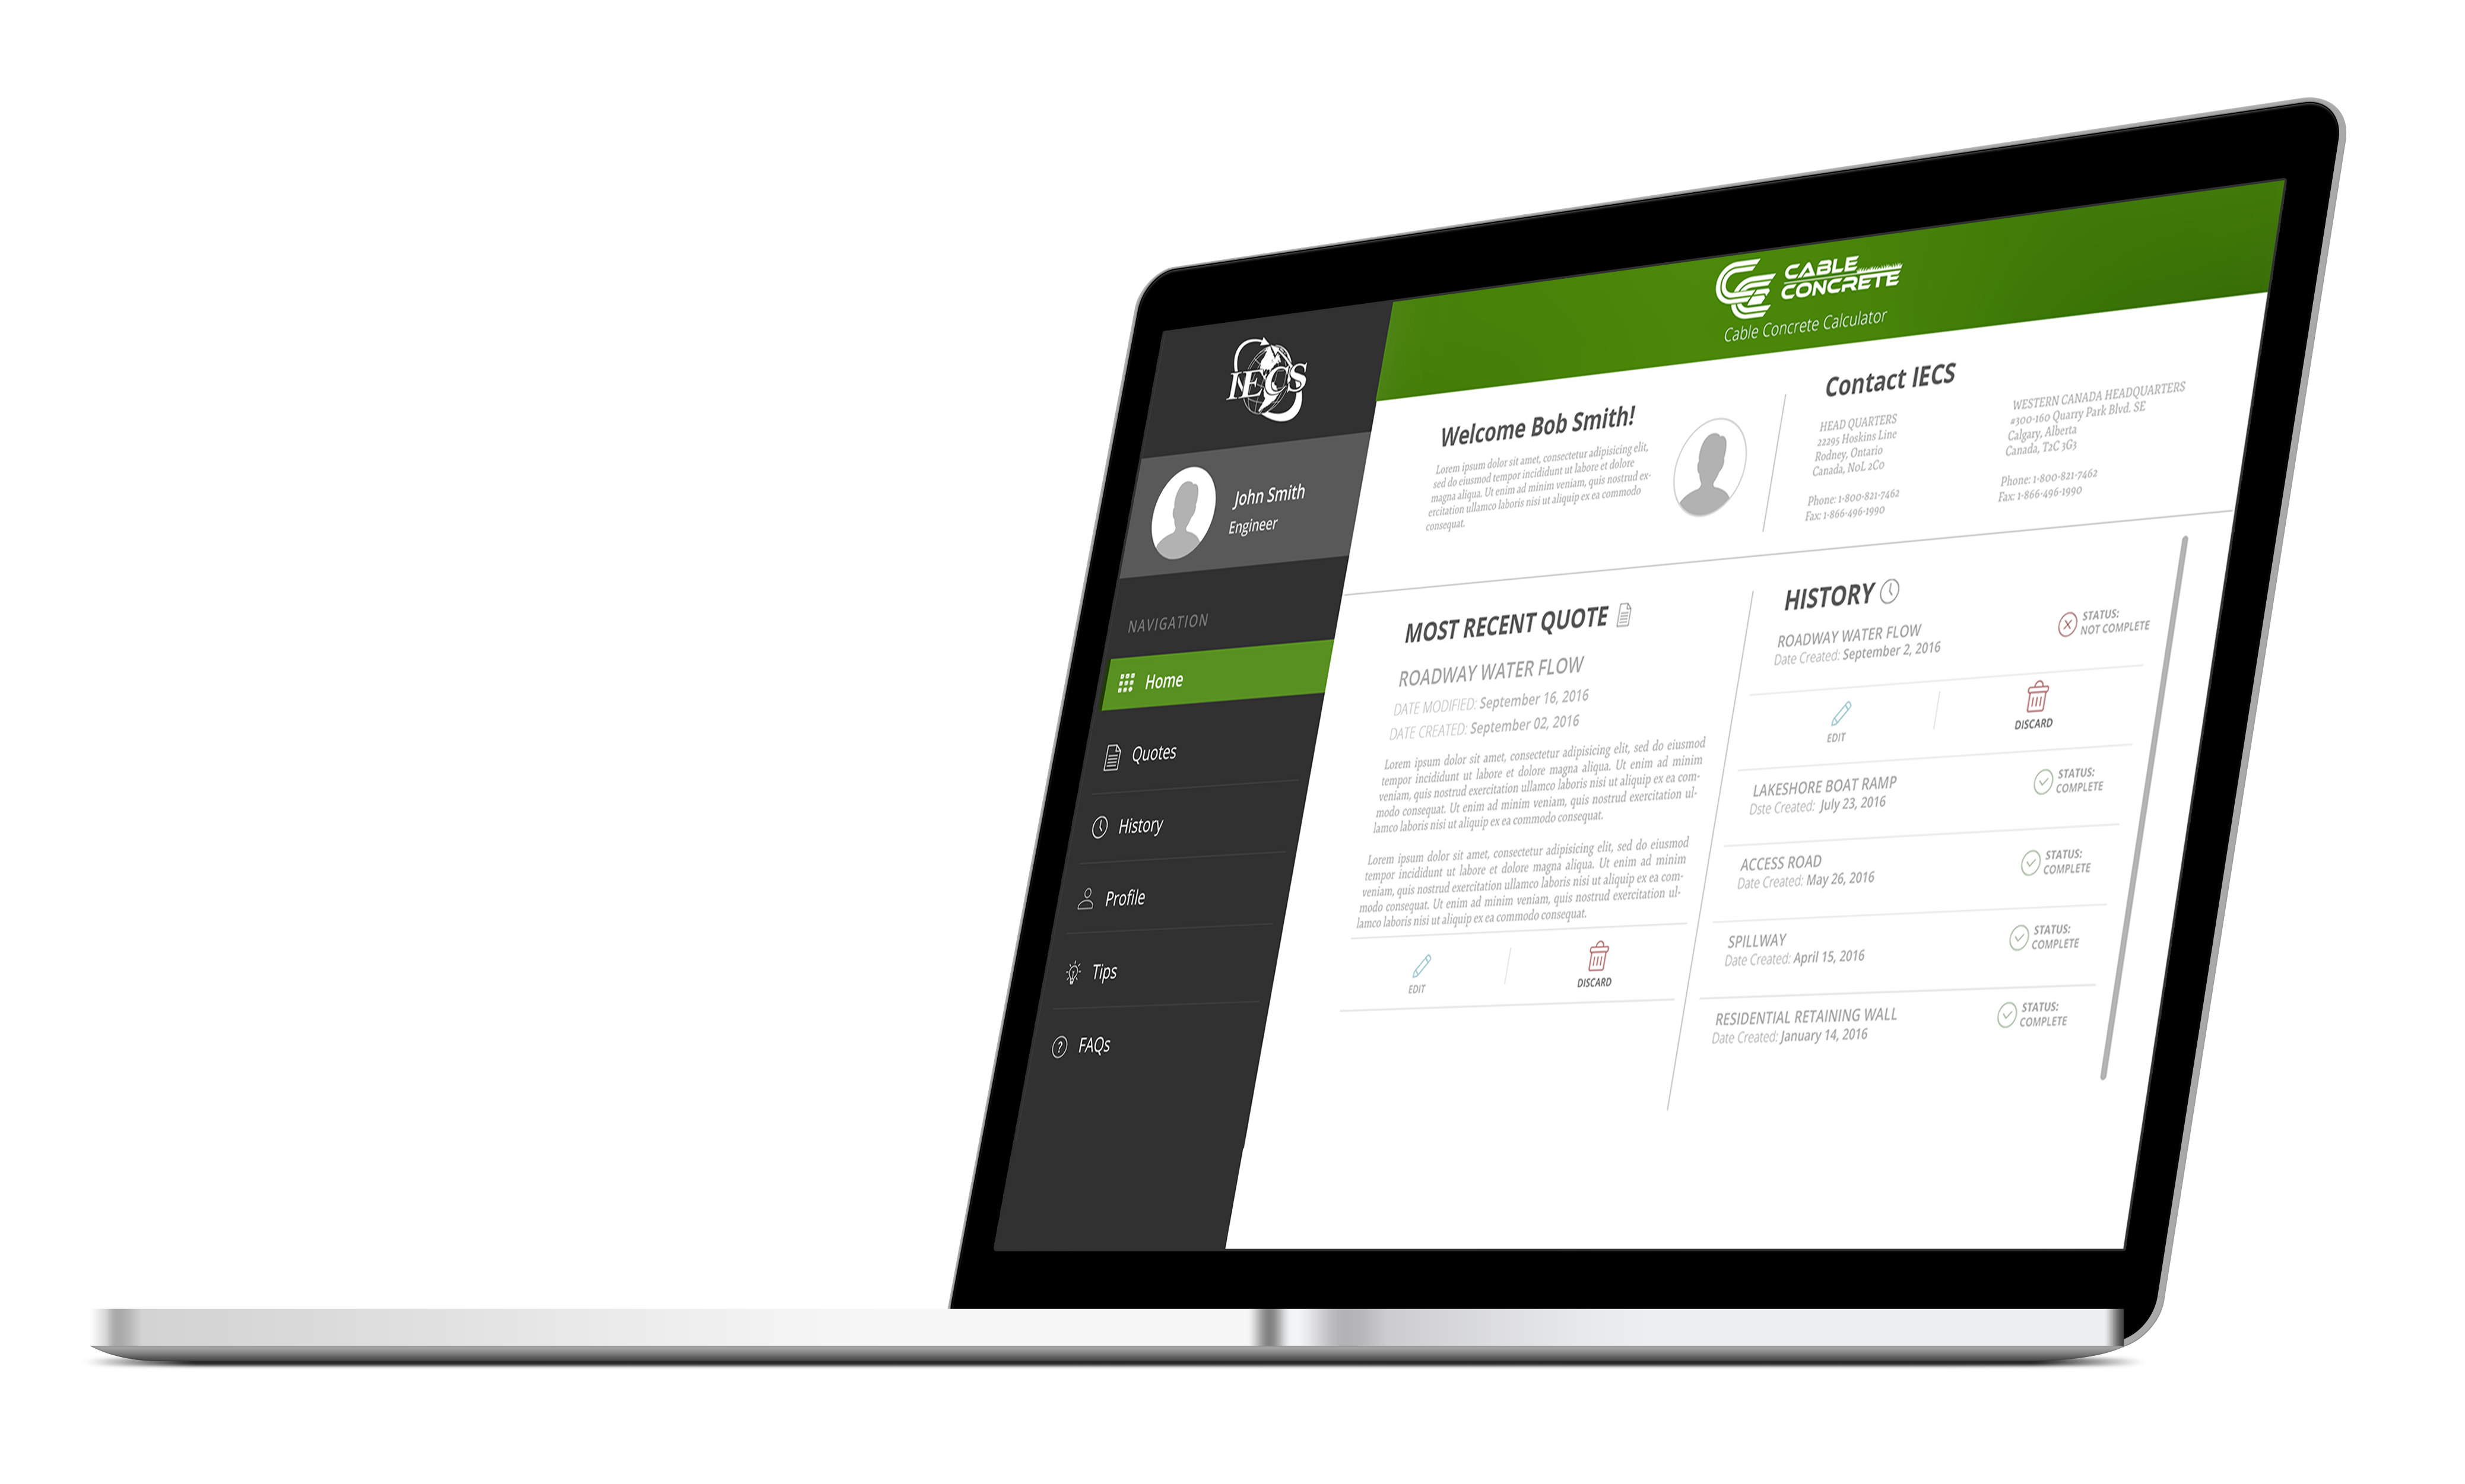 IECS
John Smith
Engineer
NAVIGATION
Home
Quotes
History
Profile
Tips
FAQs
CABLE
CONCRETE
Cable Concrete Calculator
Welcome Bob Smith!
Lorem ipsum dolor sit amet, consectetur adipisicing elit,
sed do eiusmod tempor incididunt ut labore et dolore
magna aliqua. Ut enim ad minim veniam, quis nostrud ex-
ercitation ullamco laboris nisi ut aliquip ex ea commodo
consequat.
Contact IECS
HEAD QUARTERS
22295 Hoskins Line
Rodney, Ontario
Canada, N0L 2C0
Phone: 1-800-821-7462
Fax: 1-866-496-1990
WESTERN CANADA HEADQUARTERS
#300-160 Quarry Park Blvd. SE
Calgary, Alberta
Canada, T2C 3G3
Phone: 1-800-821-7462
Fax: 1-866-496-1990
MOST RECENT QUOTE
ROADWAY WATER FLOW
DATE MODIFIED: September 16, 2016
DATE CREATED: September 02, 2016
Lorem ipsum dolor sit amet, consectetur adipisicing elit, sed do eiusmod
tempor incididunt ut labore et dolore magna aliqua. Ut enim ad minim
veniam, quis nostrud exercitation ullamco laboris nisi ut aliquip ex ea com-
modo consequat. Ut enim ad minim veniam, quis nostrud exercitation ul-
lamco laboris nisi ut aliquip ex ea commodo consequat.
Lorem ipsum dolor sit amet, consectetur adipisicing elit, sed do eiusmod
tempor incididunt ut labore et dolore magna aliqua. Ut enim ad minim
veniam, quis nostrud exercitation ullamco laboris nisi ut aliquip ex ea com-
modo consequat. Ut enim ad minim veniam, quis nostrud exercitation ul-
lamco laboris nisi ut aliquip ex ea commodo consequat.
EDIT
DISCARD
HISTORY
ROADWAY WATER FLOW
Date Created: September 2, 2016
STATUS:
NOT COMPLETE
EDIT
DISCARD
LAKESHORE BOAT RAMP
Dste Created: July 23, 2016
STATUS:
COMPLETE
ACCESS ROAD
Date Created: May 26, 2016
STATUS:
COMPLETE
SPILLWAY
Date Created: April 15, 2016
STATUS:
COMPLETE
RESIDENTIAL RETAINING WALL
Date Created: January 14, 2016
STATUS:
COMPLETE